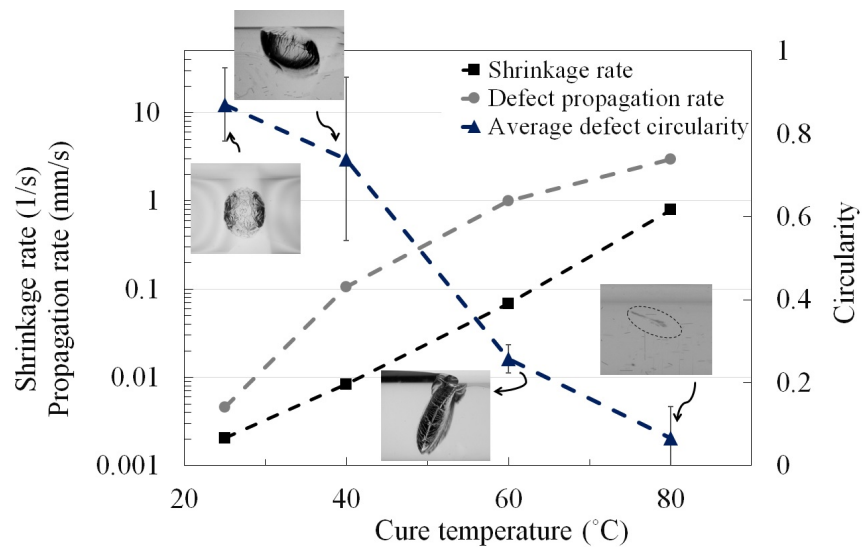 Shrinkage rate
Defect propagation rate
Average defect circularity
Shrinkage rate (1/s)
Propagation rate (mm/s)
10
1
0.1
0.01
0.001
1
0.8
0.6
0.4
0.2
0
Circularity
20
40
60
80
Cure temperature (°C)